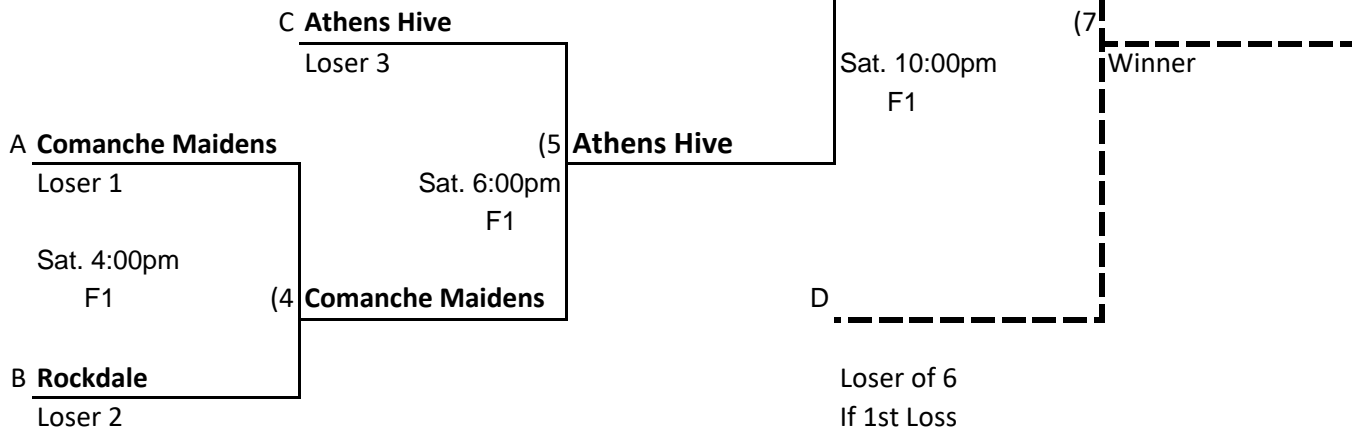 C Athens Hive
(7
Loser 3
Sat. 10:00pm
Winner
F1
A Comanche Maidens
(5 Athens Hive
Loser 1
Sat. 6:00pm
F1
Sat. 4:00pm
F1
(4 Comanche Maidens
D
B Rockdale
Loser of 6
Loser 2
If 1st Loss